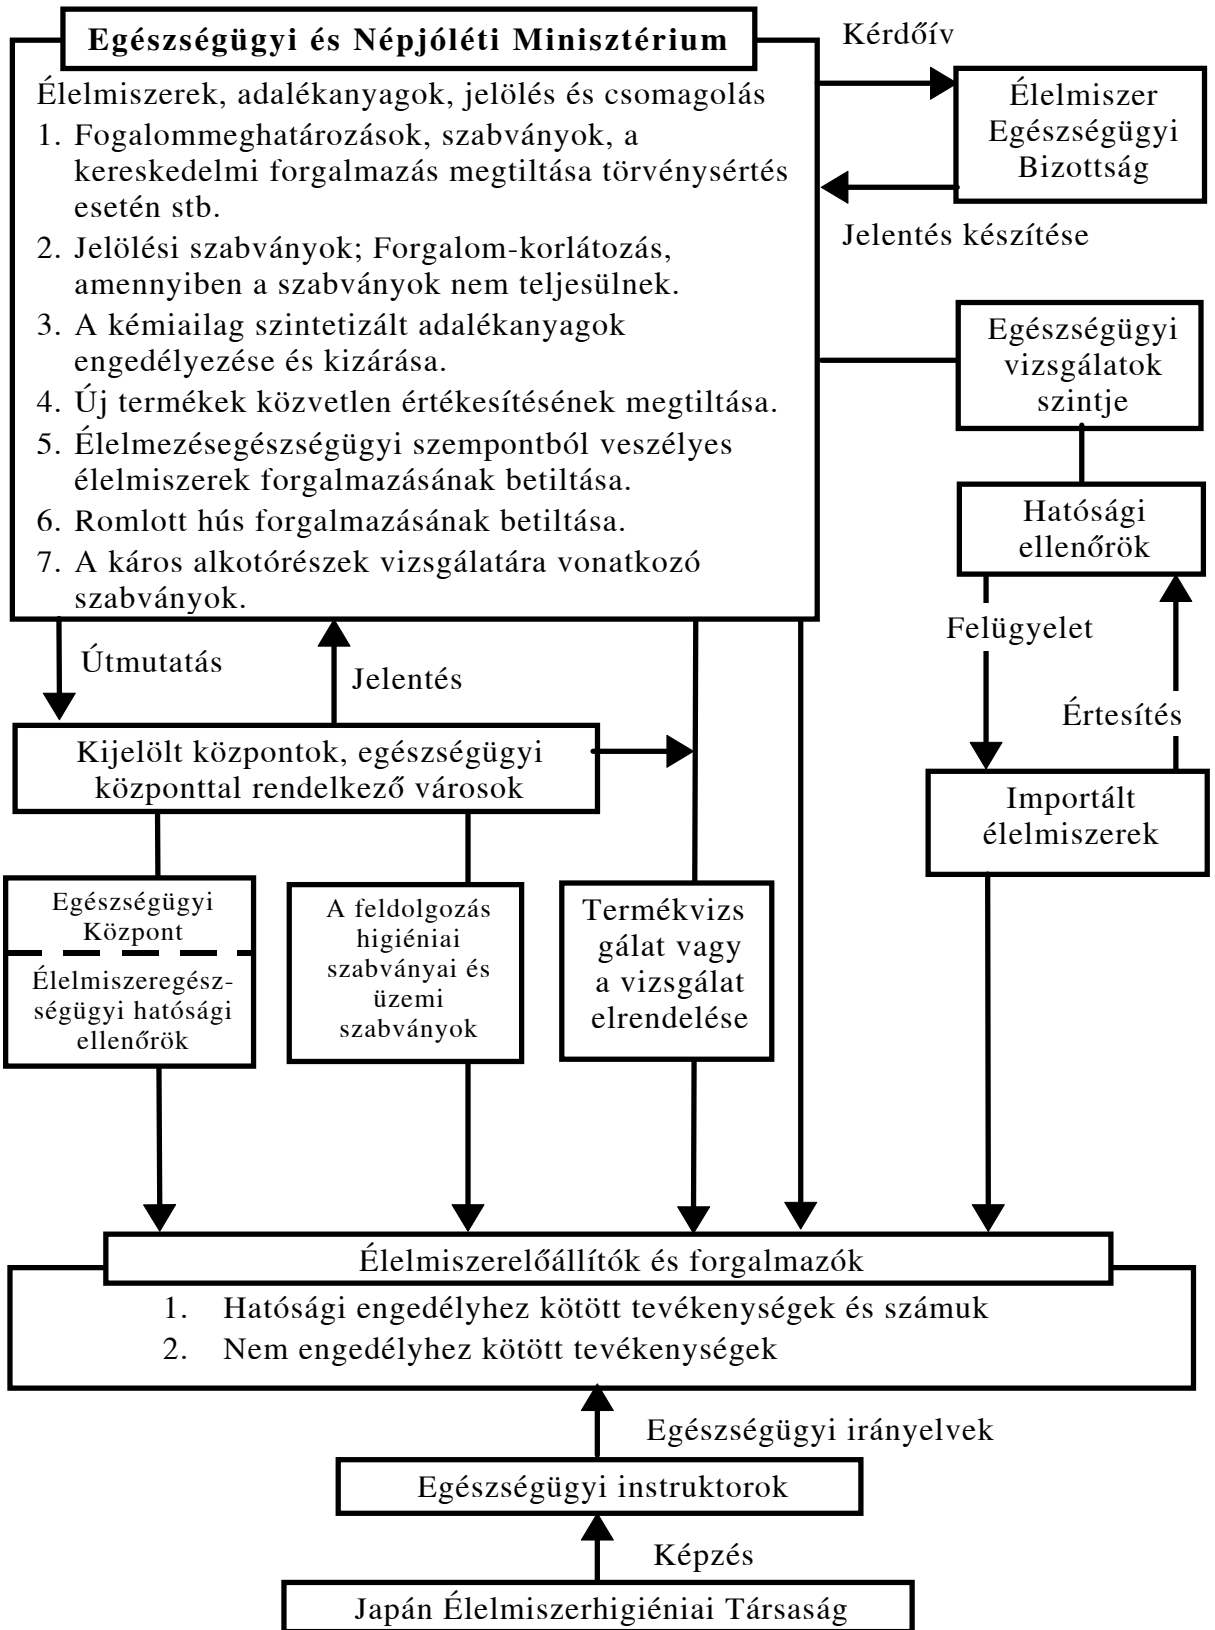 Egészségügyi és Népjóléti Minisztérium
Élelmiszerek, adalékanyagok, jelölés és csomagolás
1. Fogalommeghatározások, szabványok, a
kereskedelmi forgalmazás megtiltása törvénysértés
esetén stb.
2. Jelölési szabványok; Forgalom-korlátozás,
amennyiben a szabványok nem teljesülnek.
3. A kémiailag szintetizált adalékanyagok
engedélyezése és kizárása.
4. Új termékek közvetlen értékesítésének megtiltása.
5. Élelmezésegészségügyi szempontból veszélyes
élelmiszerek forgalmazásának betiltása.
6. Romlott hús forgalmazásának betiltása.
7. A káros alkotórészek vizsgálatára vonatkozó
szabványok.
Kérdőív
Élelmiszer
Egészségügyi
Bizottság
Jelentés készítése
Egészségügyi
vizsgálatok
szintje
Hatósági
ellenőrök
Felügyelet
Értesítés
Importált
élelmiszerek
Útmutatás
Jelentés
Kijelölt központok, egészségügyi
központtal rendelkező városok
Egészségügyi
Központ
Élelmiszeregész-
ségügyi hatósági
ellenőrök
A feldolgozás
higiéniai
szabványai és
üzemi
szabványok
Termékvizs
gálat vagy
a vizsgálat
elrendelése
Élelmiszerelőállítók és forgalmazók
1. Hatósági engedélyhez kötött tevékenységek és számuk
2. Nem engedélyhez kötött tevékenységek
Egészségügyi irányelvek
Egészségügyi instruktorok
Képzés
Japán Élelmiszerhigiéniai Társaság